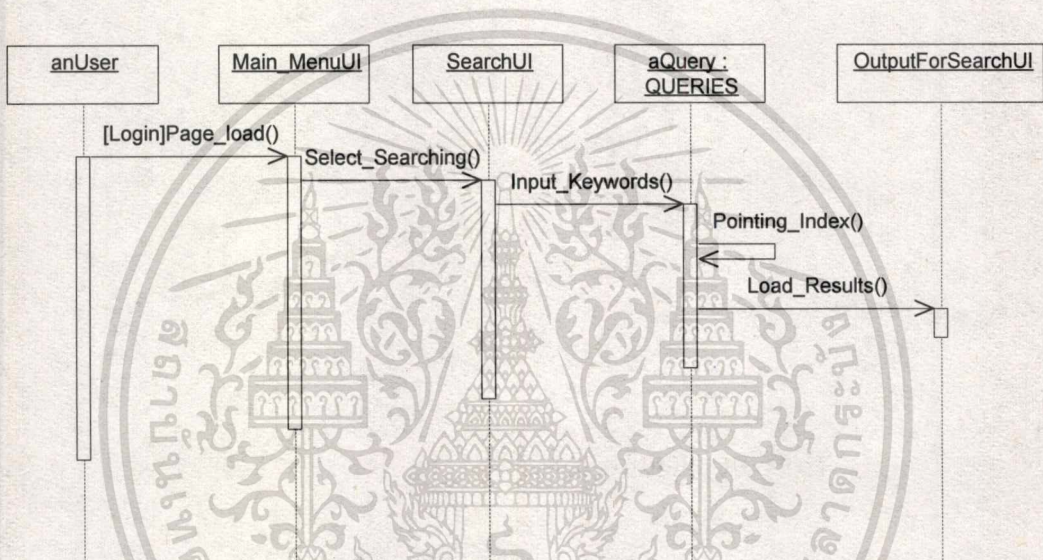 anUser
Main_MenuUI
SearchUI
aQuery :
QUERIES
OutputForSearchUI
[Login]Page_load()
Select_Searching()
Input_Keywords()
Pointing_Index()
Load_Results()